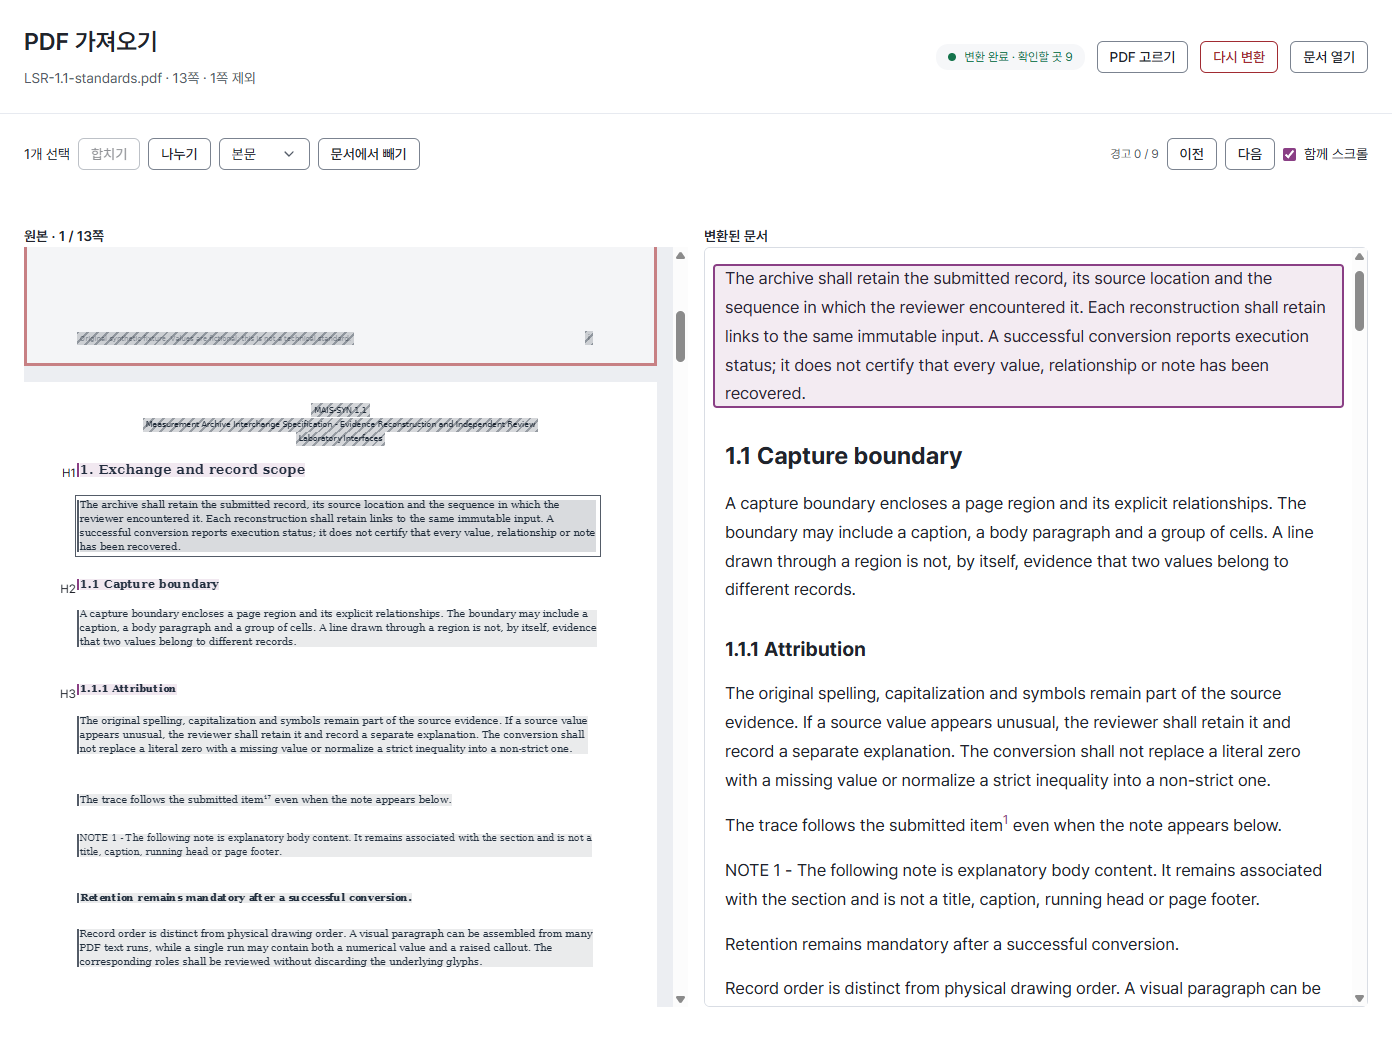 PDF 가져오기
LSR-1.1-standards.pdf · 13쪽 · 1쪽 제외
변환 완료 · 확인할 곳 9
PDF 고르기
다시 변환
문서 열기
1개 선택
합치기
나누기
본문
문서에서 빼기
경고 0 / 9
이전
다음
함께 스크롤
원본 · 1 / 13쪽
Original synthetic fixture. Values are fictional; this is not a technical standard.
MAIS-SYN 1.1
Measurement Archive Interchange Specification - Evidence Reconstruction and Independent Review
Laboratory Interfaces
H1 1. Exchange and record scope
The archive shall retain the submitted record, its source location and the sequence in which the
reviewer encountered it. Each reconstruction shall retain links to the same immutable input. A
successful conversion reports execution status; it does not certify that every value, relationship or note
has been recovered.
H2 1.1 Capture boundary
A capture boundary encloses a page region and its explicit relationships. The boundary may include a
caption, a body paragraph and a group of cells. A line drawn through a region is not, by itself, evidence
that two values belong to different records.
H3 1.1.1 Attribution
The original spelling, capitalization and symbols remain part of the source evidence. If a source value
appears unusual, the reviewer shall retain it and record a separate explanation. The conversion shall
not replace a literal zero with a missing value or normalize a strict inequality into a non-strict one.
The trace follows the submitted item¹⁷ even when the note appears below.
NOTE 1 - The following note is explanatory body content. It remains associated with the section and is not a
title, caption, running head or page footer.
Retention remains mandatory after a successful conversion.
Record order is distinct from physical drawing order. A visual paragraph can be assembled from many
PDF text runs, while a single run may contain both a numerical value and a raised callout. The
corresponding roles shall be reviewed without discarding the underlying glyphs.
변환된 문서
The archive shall retain the submitted record, its source location and the
sequence in which the reviewer encountered it. Each reconstruction shall retain
links to the same immutable input. A successful conversion reports execution
status; it does not certify that every value, relationship or note has been
recovered.
1.1 Capture boundary
A capture boundary encloses a page region and its explicit relationships. The
boundary may include a caption, a body paragraph and a group of cells. A line
drawn through a region is not, by itself, evidence that two values belong to
different records.
1.1.1 Attribution
The original spelling, capitalization and symbols remain part of the source
evidence. If a source value appears unusual, the reviewer shall retain it and
record a separate explanation. The conversion shall not replace a literal zero
with a missing value or normalize a strict inequality into a non-strict one.
The trace follows the submitted item¹ even when the note appears below.
NOTE 1 - The following note is explanatory body content. It remains associated
with the section and is not a title, caption, running head or page footer.
Retention remains mandatory after a successful conversion.
Record order is distinct from physical drawing order. A visual paragraph can be